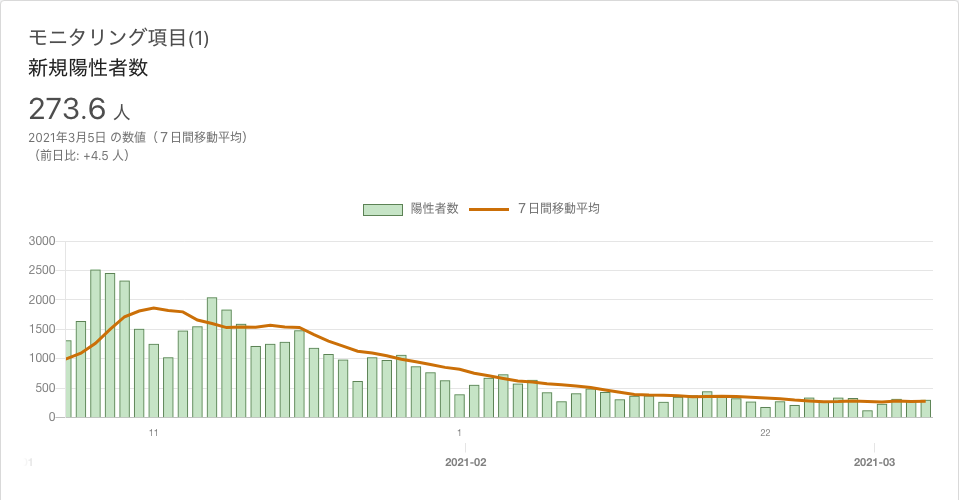 モニタリング項目(1)
新規陽性者数
273.6 人
2021年3月5日 の数値（７日間移動平均）
（前日比: +4.5 人）
陽性者数 ７日間移動平均
3000
2500
2000
1500
1000
500
0
11 1 22
1 2021-02 2021-03